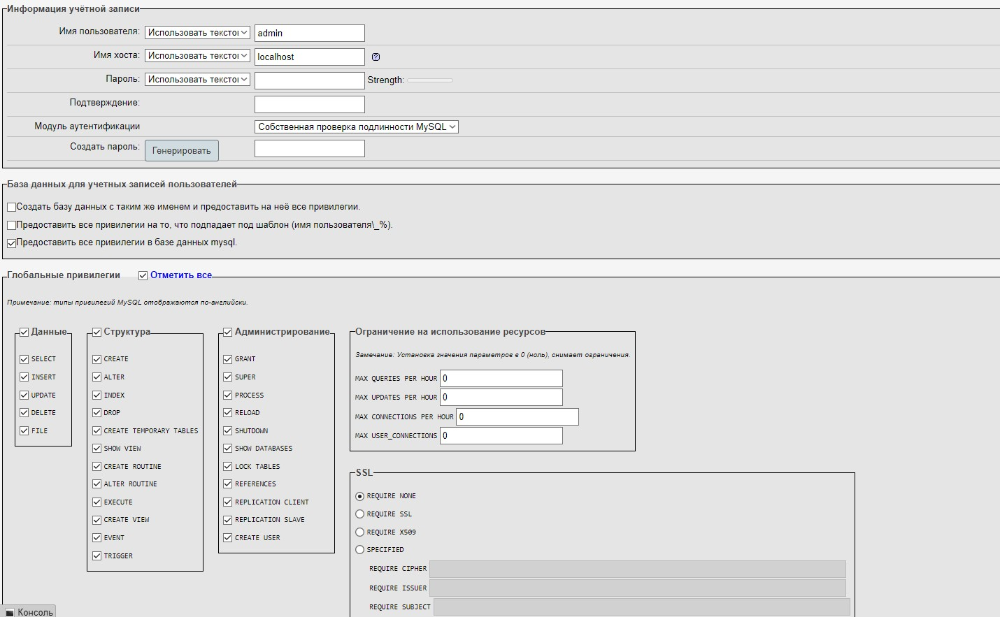 Информация учётной записи
Имя пользователя: Использовать тексто admin
Имя хоста: Использовать тексто localhost
Пароль: Использовать тексто Strength:
Подтверждение:
Модуль аутентификации Собственная проверка подлинности MySQL
Создать пароль: Генерировать
База данных для учетных записей пользователей
Создать базу данных с таким же именем и предоставить на неё все привилегии.
Предоставить все привилегии на то, что подпадает под шаблон (имя пользователя\_%).
Предоставить все привилегии в базе данных mysql.
Глобальные привилегии Отметить все
Примечание: типы привилегий MySQL отображаются по-английски.
Данные
SELECT
INSERT
UPDATE
DELETE
FILE
Структура
CREATE
ALTER
INDEX
DROP
CREATE TEMPORARY TABLES
SHOW VIEW
CREATE ROUTINE
ALTER ROUTINE
EXECUTE
CREATE VIEW
EVENT
TRIGGER
Администрирование
GRANT
SUPER
PROCESS
RELOAD
SHUTDOWN
SHOW DATABASES
LOCK TABLES
REFERENCES
REPLICATION CLIENT
REPLICATION SLAVE
CREATE USER
Ограничение на использование ресурсов
Замечание: Установка значения параметров в 0 (ноль), снимает ограничения.
MAX QUERIES PER HOUR 0
MAX UPDATES PER HOUR 0
MAX CONNECTIONS PER HOUR 0
MAX USER_CONNECTIONS 0
SSL
REQUIRE NONE
REQUIRE SSL
REQUIRE X509
SPECIFIED
REQUIRE CIPHER
REQUIRE ISSUER
REQUIRE SUBJECT
Консоль